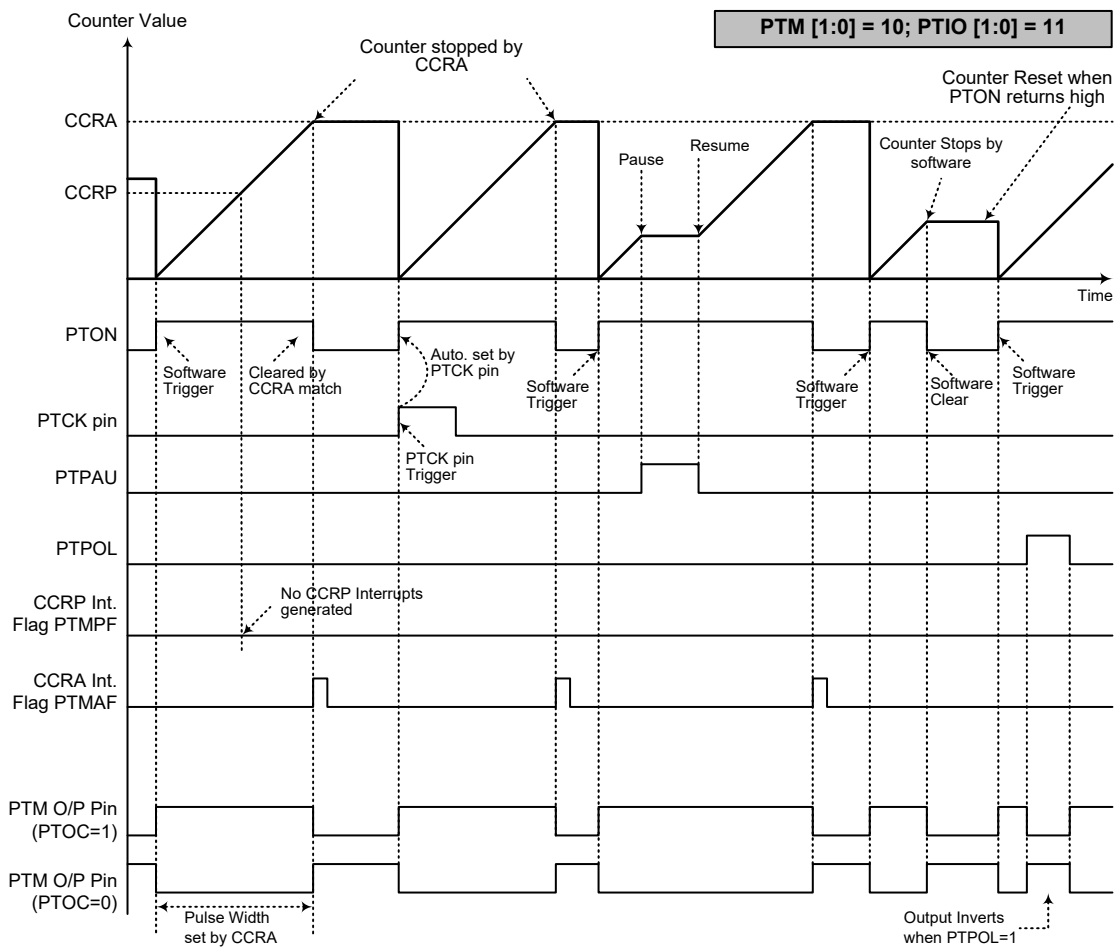 Counter Value
PTM [1:0] = 10; PTIO [1:0] = 11
Counter stopped by
CCRA
Counter Reset when
PTON returns high
CCRA
Pause
Resume
Counter Stops by
software
CCRP
Time
PTON
Software
Trigger
Cleared by
CCRA match
Auto. set by
PTCK pin
Software
Trigger
Software
Trigger
Software
Clear
Software
Trigger
PTCK pin
PTCK pin
Trigger
PTPAU
PTPOL
CCRP Int.
Flag PTMPF
No CCRP Interrupts
generated
CCRA Int.
Flag PTMAF
PTM O/P Pin
(PTOC=1)
PTM O/P Pin
(PTOC=0)
Pulse Width
set by CCRA
Output Inverts
when PTPOL=1